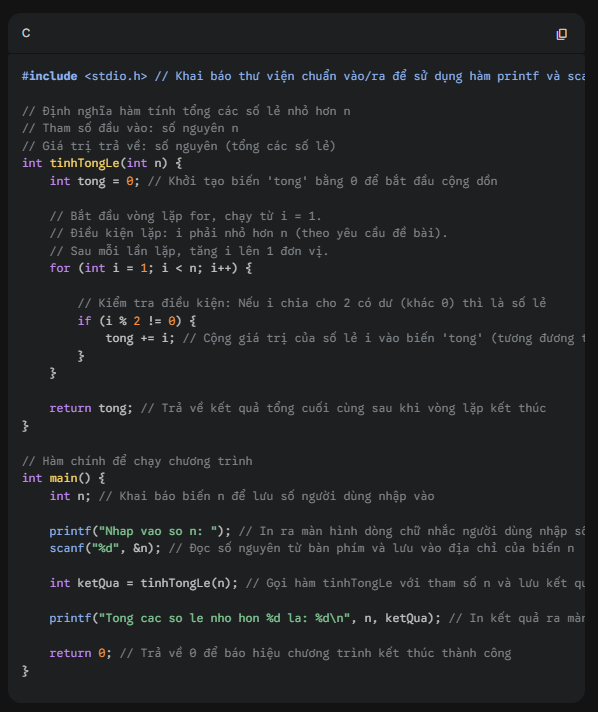 C
#include <stdio.h> // Khai báo thư viện chuẩn vào/ra để sử dụng hàm printf và
// Định nghĩa hàm tính tổng các số lẻ nhỏ hơn n
// Tham số đầu vào: số nguyên n
// Giá trị trả về: số nguyên (tổng các số lẻ)
int tinhTongLe(int n) {
    int tong = 0; // Khởi tạo biến 'tong' bằng 0 để bắt đầu cộng dồn
    // Bắt đầu vòng lặp for, chạy từ i = 1.
    // Điều kiện lặp: i phải nhỏ hơn n (theo yêu cầu đề bài).
    // Sau mỗi lần lặp, tăng i lên 1 đơn vị.
    for (int i = 1; i < n; i++) {
        // Kiểm tra điều kiện: Nếu i chia cho 2 có dư (khác 0) thì là số lẻ
        if (i % 2 != 0) {
            tong += i; // Cộng giá trị của số lẻ i vào biến 'tong' (tương đương
        }
    }
    return tong; // Trả về kết quả tổng cuối cùng sau khi vòng lặp kết thúc
}
// Hàm chính để chạy chương trình
int main() {
    int n; // Khai báo biến n để lưu số người dùng nhập vào
    printf("Nhap vao so n: "); // In ra màn hình dòng chữ nhắc người dùng nhập
    scanf("%d", &n); // Đọc số nguyên từ bàn phím và lưu vào địa chỉ của biến n
    int ketQua = tinhTongLe(n); // Gọi hàm tinhTongLe với tham số n và lưu kết
    printf("Tong cac so le nho hon %d la: %d\n", n, ketQua); // In kết quả ra
    return 0; // Trả về 0 để báo hiệu chương trình kết thúc thành công
}